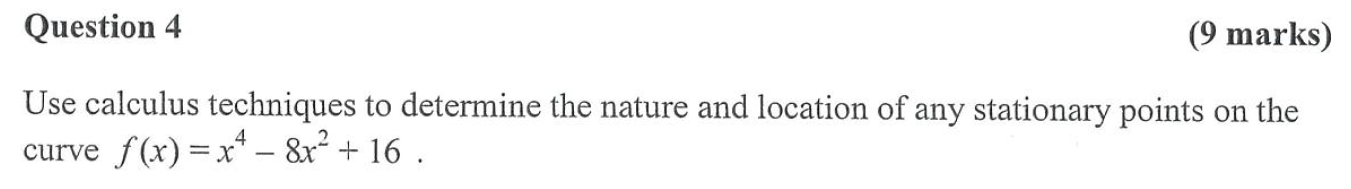 Question 4 (9 marks)
Use calculus techniques to determine the nature and location of any stationary points on the
curve f(x) = x⁴ – 8x² + 16 .